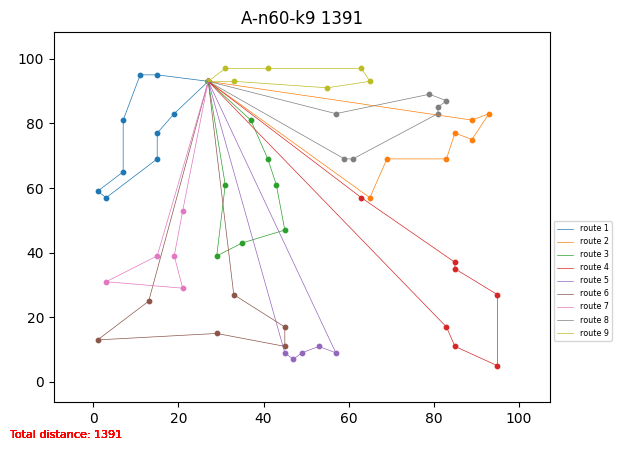 A-n60-k9 1391
100
80
60
40
20
0
0 20 40 60 80 100
route 1
route 2
route 3
route 4
route 5
route 6
route 7
route 8
route 9
Total distance: 1391